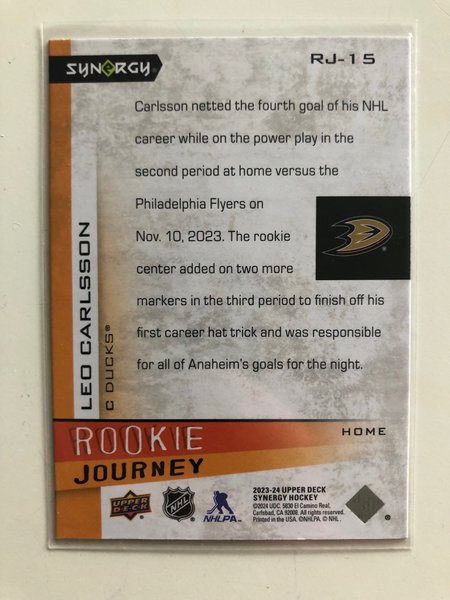 SYNERGY
RJ-15
Carlsson netted the fourth goal of his NHL
career while on the power play in the
second period at home versus the
Philadelphia Flyers on
Nov. 10, 2023. The rookie
center added on two more
markers in the third period to finish off his
first career hat trick and was responsible
for all of Anaheim's goals for the night.
LEO CARLSSON
C DUCKS®
ROOKIE
JOURNEY
HOME
UPPER
DECK
NHL
NHLPA
2023-24 UPPER DECK
SYNERGY HOCKEY
©2024 UDC. 5830 El Camino Real,
Carlsbad, CA 92008. All rights reserved.
Printed in the USA. ©NHLPA. © NHL.